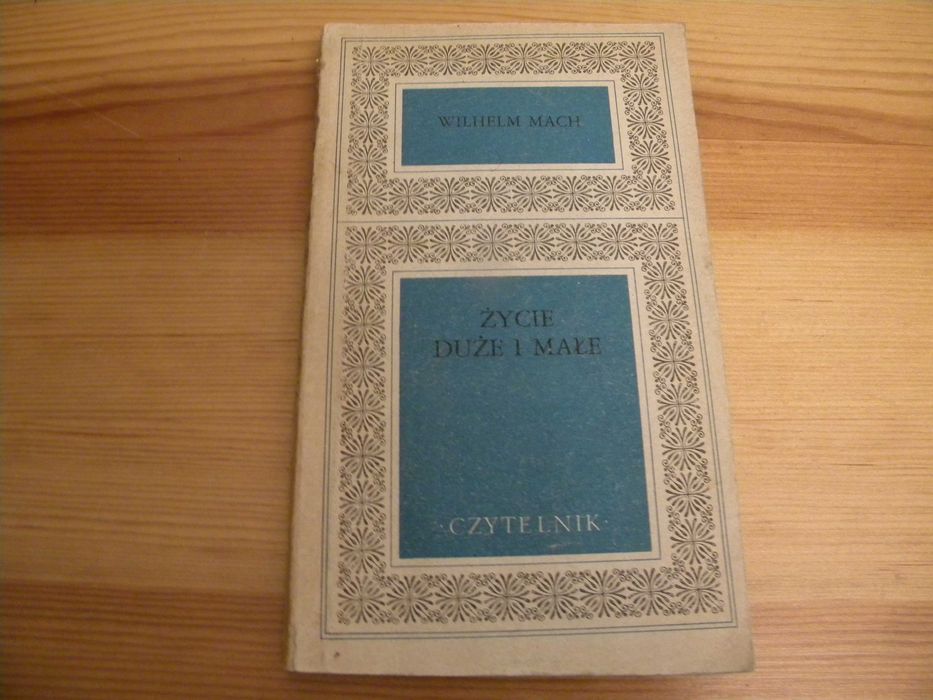 WILHELM MACH
ŻYCIE
DUŻE I MAŁE
·CZYTELNIK·